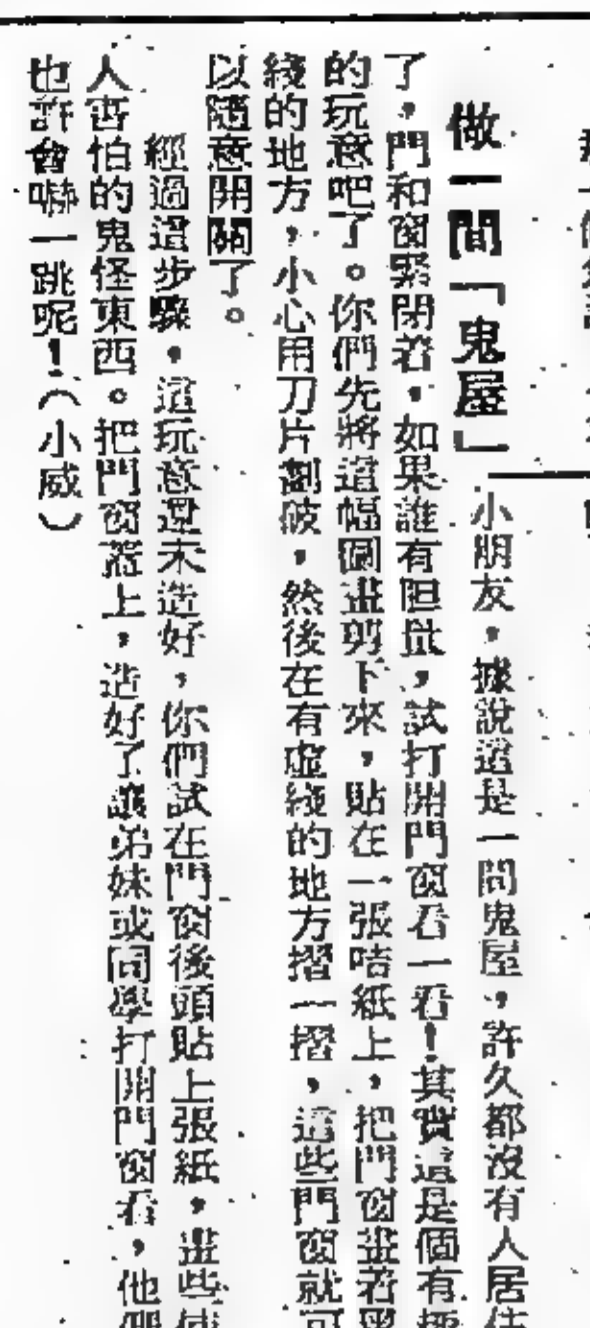 做一間「鬼屋」
小朋友，據說這是一間鬼屋，許久都沒有人居住
了，門和窗緊閉着，如果誰有胆量，試打開門窗看一看！其實這是個有極
的玩意吧了。你們先將這幅圖畫剪下來，貼在一張咭紙上，把門窗畫着黑
綫的地方，小心用刀片劃破，然後在有虛綫的地方摺一摺，這些門窗就可
以隨意開關了。
經過這步驟，這玩意還未造好，你們試在門窗後頭貼上張紙，畫些使
人害怕的鬼怪東西。把門窗蓋上，造好了讓弟妹或同學打開門窗看，他們
也許會嚇一跳呢！（小威）